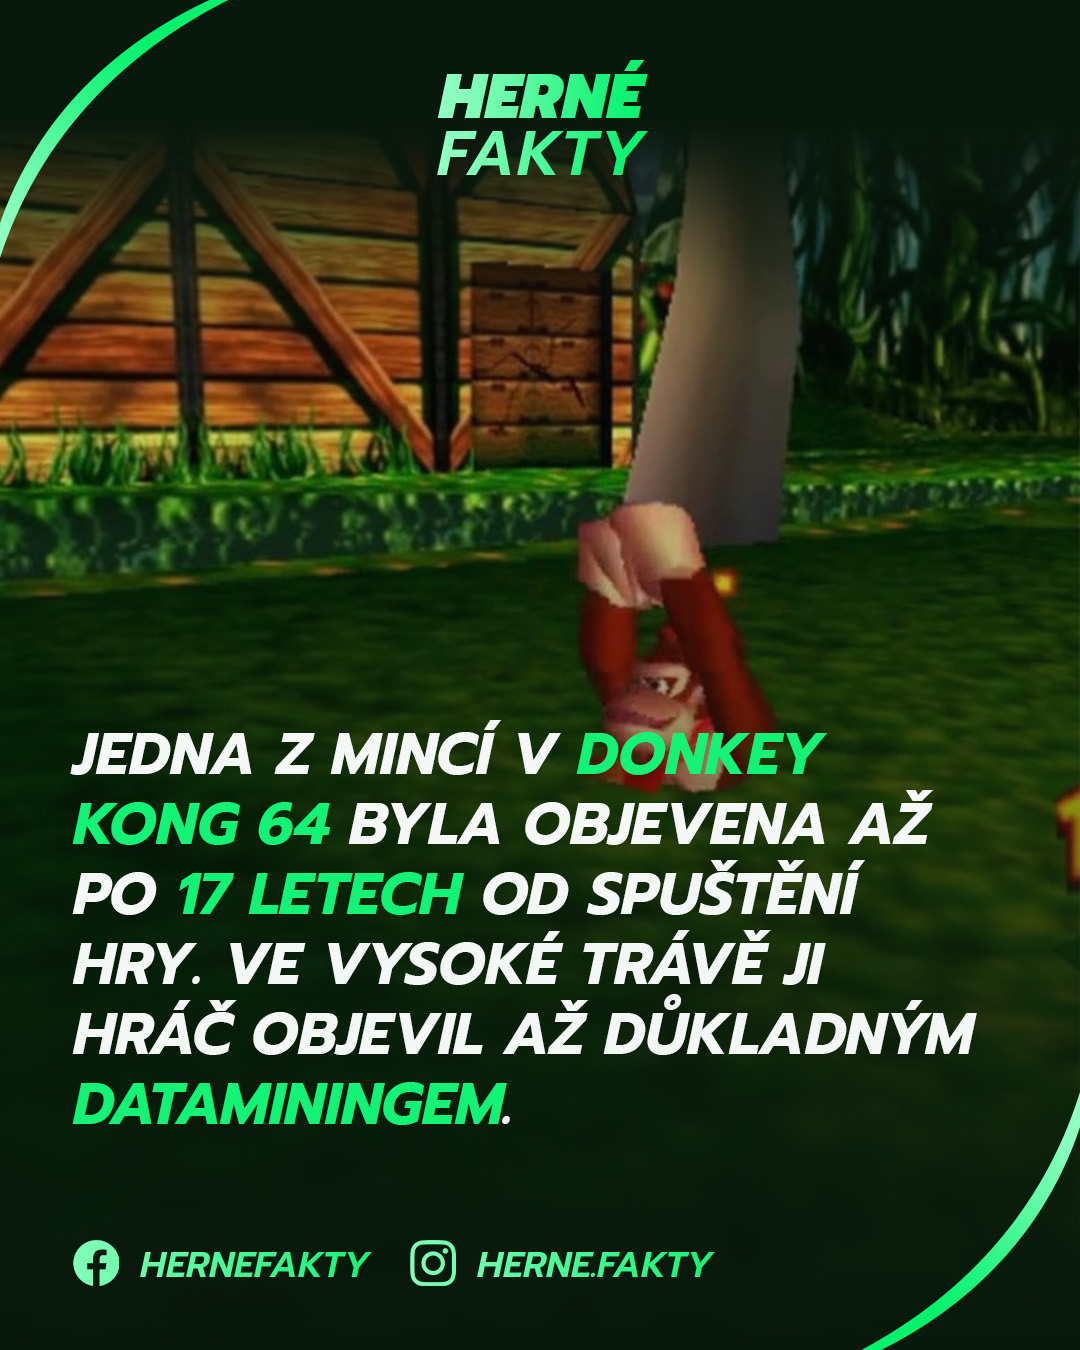 HERNÉ
FAKTY
JEDNA Z MINCÍ V DONKEY
KONG 64 BYLA OBJEVENA AŽ
PO 17 LETECH OD SPUŠTĚNÍ
HRY. VE VYSOKÉ TRÁVĚ JI
HRÁČ OBJEVIL AŽ DŮKLADNÝM
DATAMININGEM.
HERNEFAKTY HERNE.FAKTY